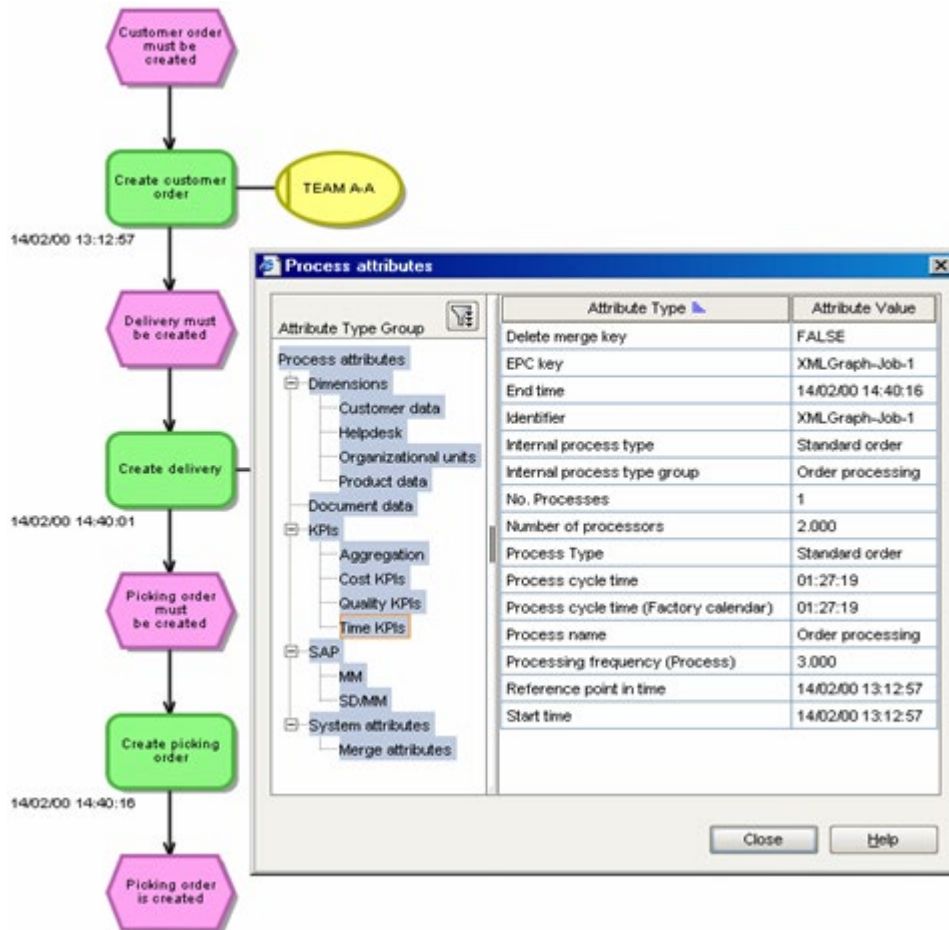 Customer order
must be
created
Create customer
order
TEAM A-A
14/02/00 13:12:57
Delivery must
be created
Create delivery
14/02/00 14:40:01
Picking order
must
be created
Create picking
order
14/02/00 14:40:16
Picking order
is created
Process attributes
Attribute Type Group
Process attributes
Dimensions
Customer data
Helpdesk
Organizational units
Product data
Document data
KPIs
Aggregation
Cost KPIs
Quality KPIs
Time KPIs
SAP
MM
SD/MM
System attributes
Merge attributes
Attribute Type Attribute Value
Delete merge key FALSE
EPC key XMLGraph-Job-1
End time 14/02/00 14:40:16
Identifier XMLGraph-Job-1
Internal process type Standard order
Internal process type group Order processing
No. Processes 1
Number of processors 2.000
Process Type Standard order
Process cycle time 01:27:19
Process cycle time (Factory calendar) 01:27:19
Process name Order processing
Processing frequency (Process) 3.000
Reference point in time 14/02/00 13:12:57
Start time 14/02/00 13:12:57
Close Help